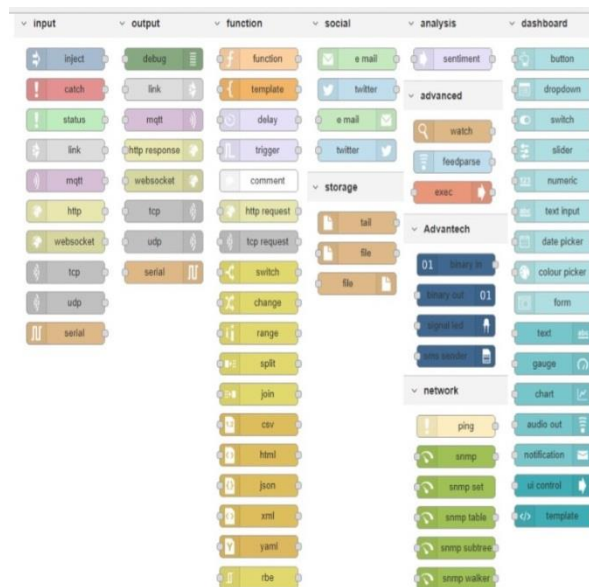 input
inject
catch
status
link
mqtt
http
websocket
tcp
udp
serial
output
debug
link
mqtt
http response
websocket
tcp
udp
serial
function
function
template
delay
trigger
comment
http request
tcp request
switch
change
range
split
join
csv
html
json
xml
yaml
rbe
social
e mail
twitter
e mail
twitter
storage
tail
file
file
analysis
sentiment
advanced
watch
feedparse
exec
Advantech
01 binary in
binary out 01
signal led
sms sender
network
ping
snmp
snmp set
snmp table
snmp subtree
snmp walker
dashboard
button
dropdown
switch
slider
numeric
text input
date picker
colour picker
form
text
gauge
chart
audio out
notification
ui control
template